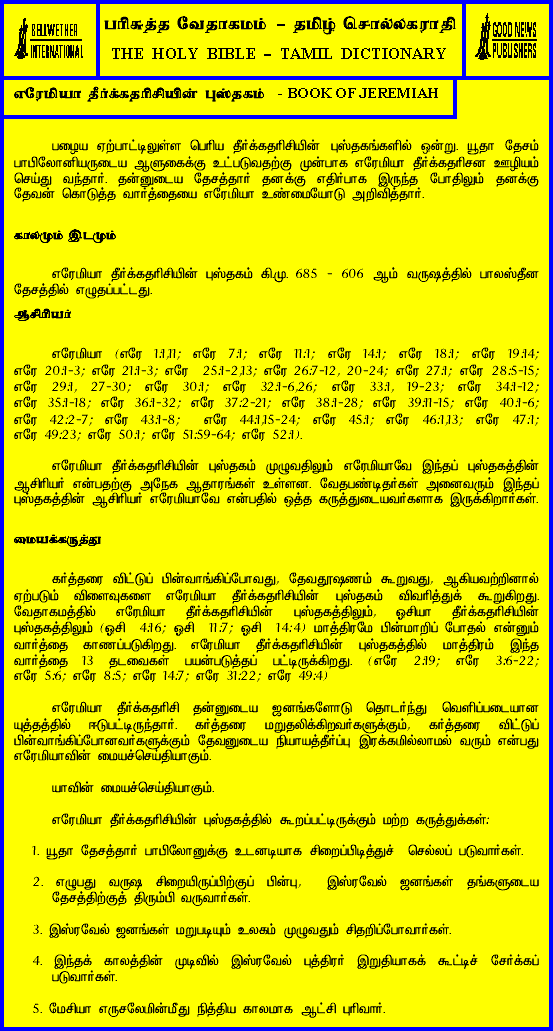 BELLWETHER
INTERNATIONAL
பரிசுத்த வேதாகமம் – தமிழ் சொல்லகராதி
THE HOLY BIBLE – TAMIL DICTIONARY
GOOD NEWS
PUBLISHERS
எரேமியா தீர்க்கதரிசியின் புஸ்தகம் - BOOK OF JEREMIAH
பழைய ஏற்பாட்டிலுள்ள பெரிய தீர்க்கதரிசியின் புஸ்தகங்களில் ஒன்று. யூதா தேசம்
பாபிலோனியருடைய ஆளுகைக்கு உட்படுவதற்கு முன்பாக எரேமியா தீர்க்கதரிசன ஊழியம்
செய்து வந்தார். தன்னுடைய தேசத்தார் தனக்கு எதிர்பாக இருந்த போதிலும் தனக்கு
தேவன் கொடுத்த வார்த்தையை எரேமியா உண்மையோடு அறிவித்தார்.
காலமும் இடமும்
எரேமியா தீர்க்கதரிசியின் புஸ்தகம் கி.மு. 685 - 606 ஆம் வருஷத்தில் பாலஸ்தீன
தேசத்தில் எழுதப்பட்டது.
ஆசிரியர்
எரேமியா (எரே 1:1,11; எரே 7:1; எரே 11:1; எரே 14:1; எரே 18:1; எரே 19:14;
எரே 20:1-3; எரே 21:1-3; எரே 25:1-2,13; எரே 26:7-12, 20-24; எரே 27:1; எரே 28:5-15;
எரே 29:1, 27-30; எரே 30:1; எரே 32:1-6,26; எரே 33:1, 19-23; எரே 34:1-12;
எரே 35:1-18; எரே 36:1-32; எரே 37:2-21; எரே 38:1-28; எரே 39:11-15; எரே 40:1-6;
எரே 42:2-7; எரே 43:1-8; எரே 44:1,15-24; எரே 45:1; எரே 46:1,13; எரே 47:1;
எரே 49:23; எரே 50:1; எரே 51:59-64; எரே 52:1).
எரேமியா தீர்க்கதரிசியின் புஸ்தகம் முழுவதிலும் எரேமியாவே இந்தப் புஸ்தகத்தின்
ஆசிரியர் என்பதற்கு அநேக ஆதாரங்கள் உள்ளன. வேதபண்டிதர்கள் அனைவரும் இந்தப்
புஸ்தகத்தின் ஆசிரியர் எரேமியாவே என்பதில் ஒத்த கருத்துடையவர்களாக இருக்கிறார்கள்.
மையக்கருத்து
கர்த்தரை விட்டுப் பின்வாங்கிப்போவது, தேவதூஷணம் கூறுவது, ஆகியவற்றினால்
ஏற்படும் விளைவுகளை எரேமியா தீர்க்கதரிசியின் புஸ்தகம் விவரித்துக் கூறுகிறது.
வேதாகமத்தில் எரேமியா தீர்க்கதரிசியின் புஸ்தகத்திலும், ஓசியா தீர்க்கதரிசியின்
புஸ்தகத்திலும் (ஓசி 4:16; ஓசி 11:7; ஓசி 14:4) மாத்திரமே பின்மாறிப் போதல் என்னும்
வார்த்தை காணப்படுகிறது. எரேமியா தீர்க்கதரிசியின் புஸ்தகத்தில் மாத்திரம் இந்த
வார்த்தை 13 தடவைகள் பயன்படுத்தப் பட்டிருக்கிறது. (எரே 2:19; எரே 3:6-22;
எரே 5:6; எரே 8:5; எரே 14:7; எரே 31:22; எரே 49:4)
எரேமியா தீர்க்கதரிசி தன்னுடைய ஜனங்களோடு தொடர்ந்து வெளிப்படையான
யுத்தத்தில் ஈடுபட்டிருந்தார். கர்த்தரை மறுதலிக்கிறவர்களுக்கும், கர்த்தரை விட்டுப்
பின்வாங்கிப்போனவர்களுக்கும் தேவனுடைய நியாயத்தீர்ப்பு இரக்கமில்லாமல் வரும் என்பது
எரேமியாவின் மையச்செய்தியாகும்.
யாவின் மையச்செய்தியாகும்.
எரேமியா தீர்க்கதரிசியின் புஸ்தகத்தில் கூறப்பட்டிருக்கும் மற்ற கருத்துக்கள்:
1. யூதா தேசத்தார் பாபிலோனுக்கு உடனடியாக சிறைப்பிடித்துச் செல்லப் படுவார்கள்.
2. எழுபது வருஷ சிறையிருப்பிற்குப் பின்பு, இஸ்ரவேல் ஜனங்கள் தங்களுடைய
தேசத்திற்குத் திரும்பி வருவார்கள்.
3. இஸ்ரவேல் ஜனங்கள் மறுபடியும் உலகம் முழுவதும் சிதறிப்போவார்கள்.
4. இந்தக் காலத்தின் முடிவில் இஸ்ரவேல் புத்திரர் இறுதியாகக் கூட்டிச் சேர்க்கப்
படுவார்கள்.
5. மேசியா எருசலேமின்மீது நித்திய காலமாக ஆட்சி புரிவார்.